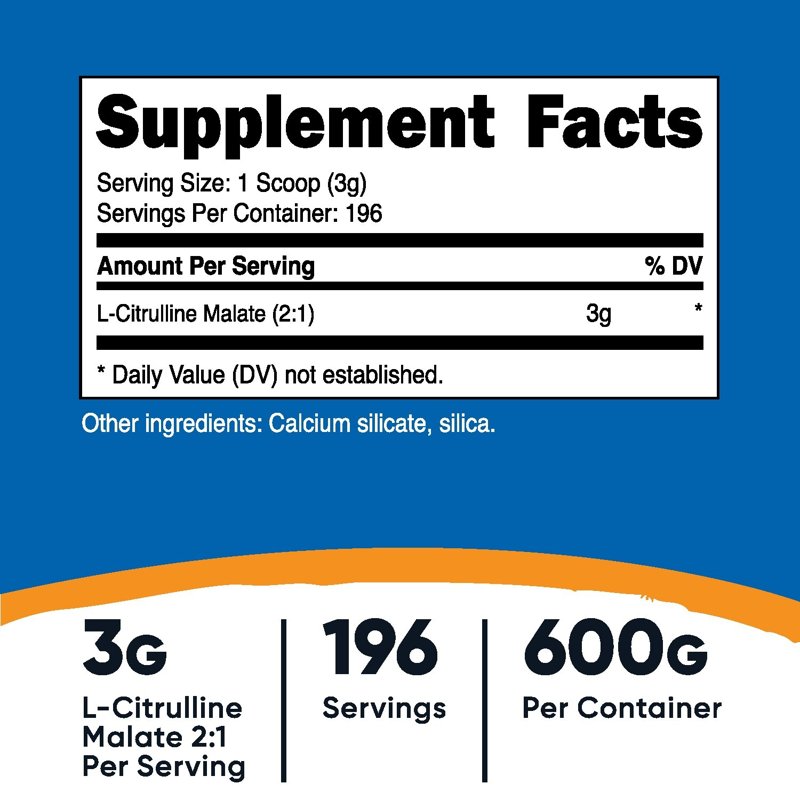 Supplement Facts
Serving Size: 1 Scoop (3g)
Servings Per Container: 196
Amount Per Serving % DV
L-Citrulline Malate (2:1) 3g *
* Daily Value (DV) not established.
Other ingredients: Calcium silicate, silica.
3G
L-Citrulline
Malate 2:1
Per Serving
196
Servings
600G
Per Container